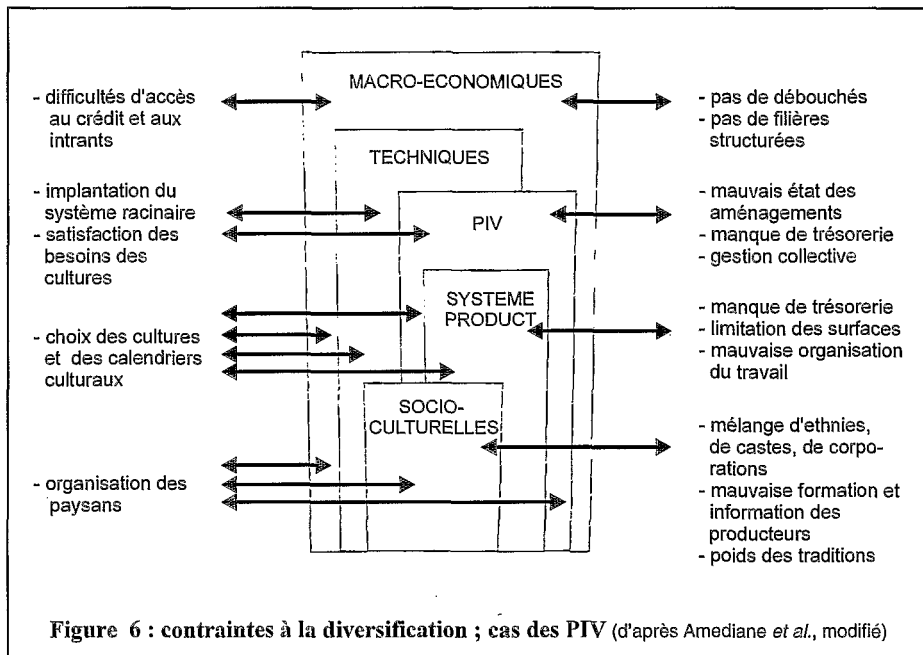 MACRO-ECONOMIQUES
- difficultés d'accès
au crédit et aux
intrants
- pas de débouchés
- pas de filières
structurées
TECHNIQUES
- implantation du
système racinaire
- satisfaction des
besoins des
cultures
PIV
- mauvais état des
aménagements
- manque de trésorerie
- gestion collective
SYSTEME
PRODUCT
- choix des cultures
et des calendriers
culturaux
- manque de trésorerie
- limitation des surfaces
- mauvaise organisation
du travail
SOCIO-
CULTURELLES
- organisation des
paysans
- mélange d'ethnies,
de castes, de corpo-
rations
- mauvaise formation et
information des
producteurs
- poids des traditions
Figure 6 : contraintes à la diversification ; cas des PIV (d'après Amediane et al., modifié)